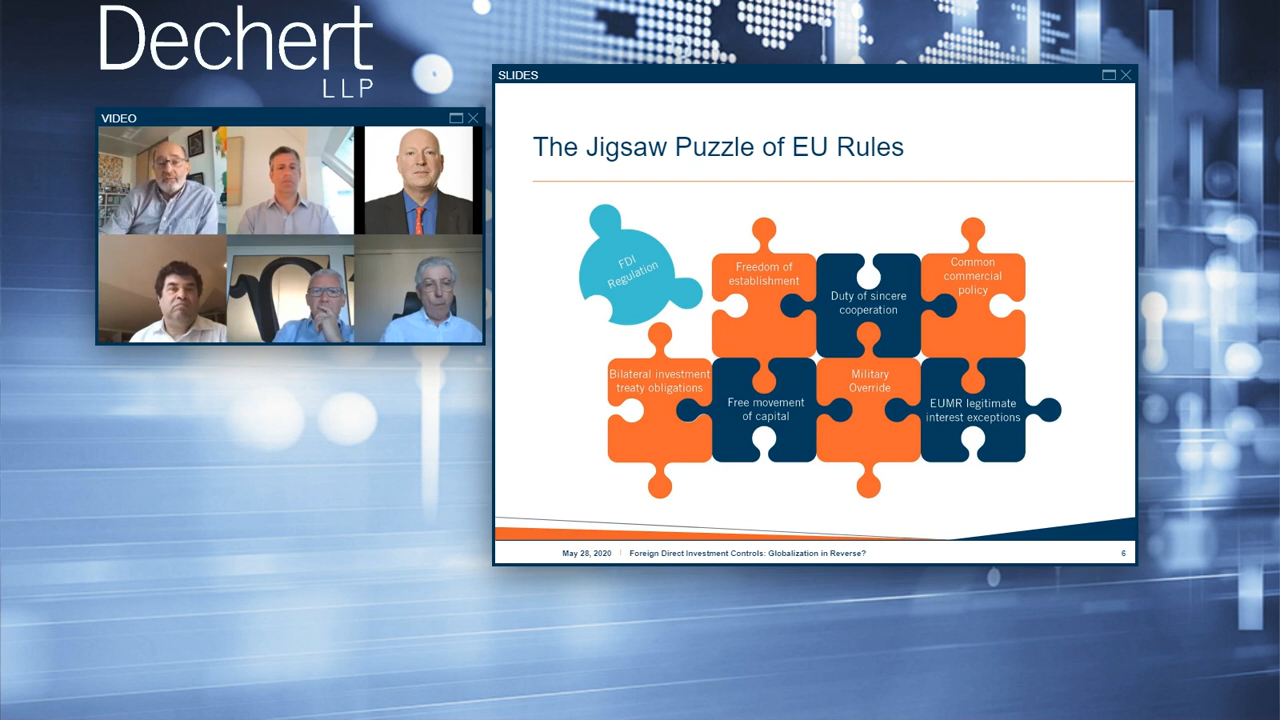 Dechert
LLP
VIDEO
SLIDES
The Jigsaw Puzzle of EU Rules
FDI
Regulation
Freedom of
establishment
Duty of sincere
cooperation
Common
commercial
policy
Bilateral investment
treaty obligations
Free movement
of capital
Military
Override
EUMR legitimate
interest exceptions
May 28, 2020 | Foreign Direct Investment Controls: Globalization in Reverse? 6